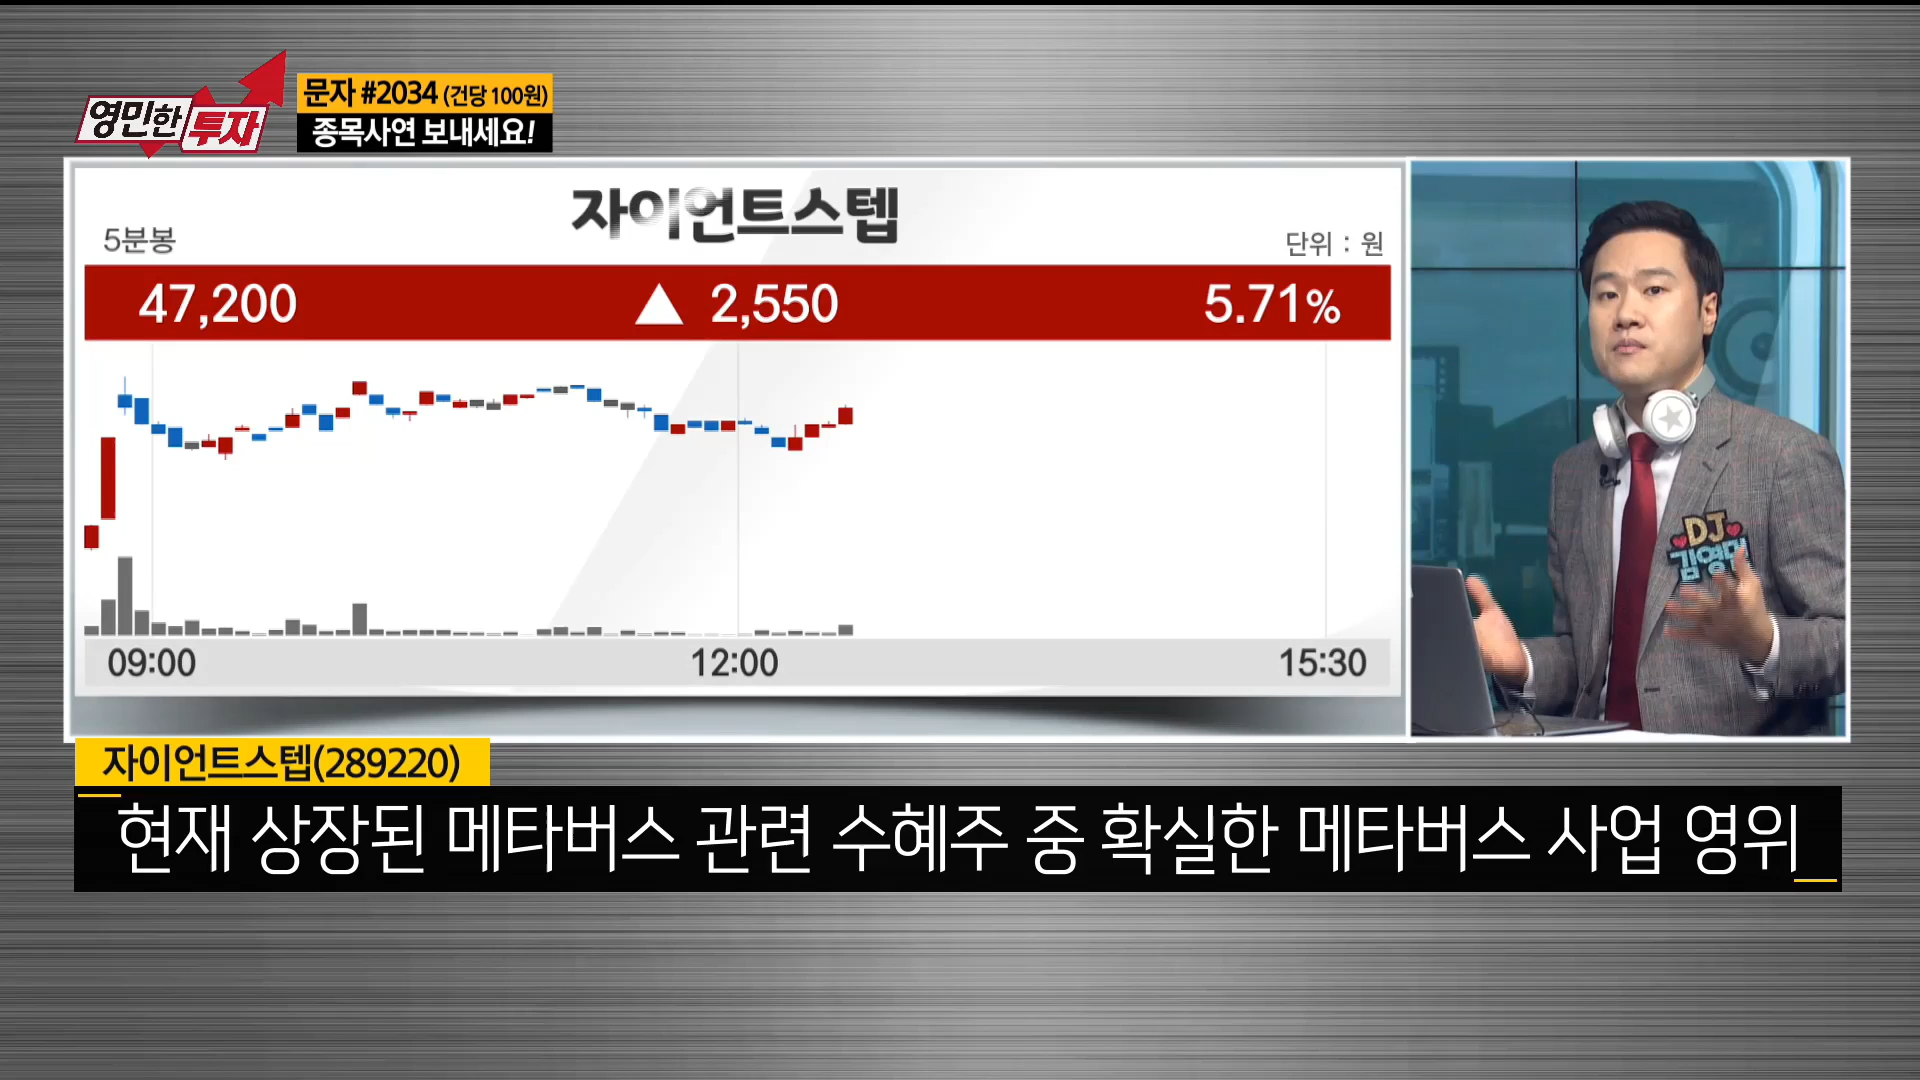 영민한 투자
문자 #2034 (건당 100원)
종목사연 보내세요!
자이언트스텝
5분봉
단위 : 원
47,200 ▲ 2,550 5.71%
09:00 12:00 15:30
DJ
김영민
자이언트스텝(289220)
현재 상장된 메타버스 관련 수혜주 중 확실한 메타버스 사업 영위